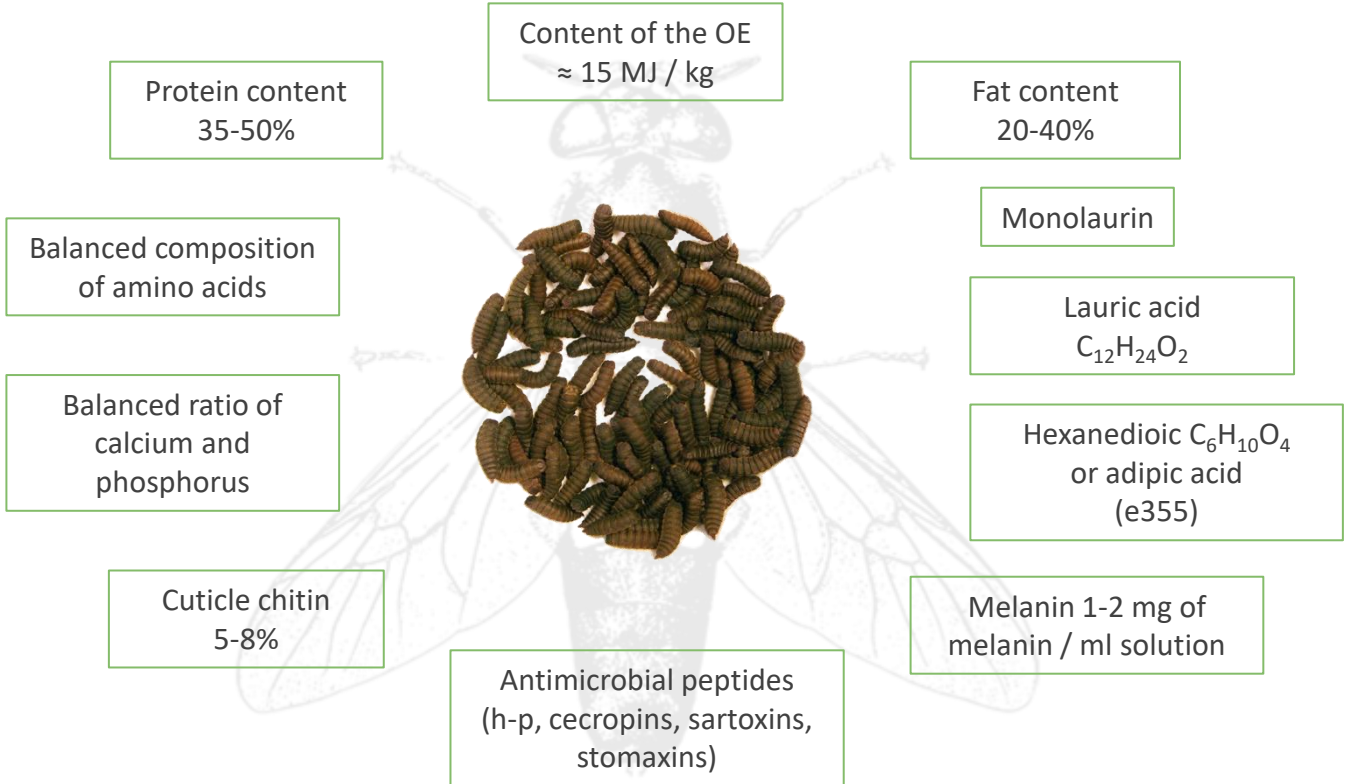 Content of the OE
≈ 15 MJ / kg
Protein content
35-50%
Fat content
20-40%
Monolaurin
Balanced composition
of amino acids
Lauric acid
C₁₂H₂₄O₂
Balanced ratio of
calcium and
phosphorus
Hexanedioic C₆H₁₀O₄
or adipic acid
(e355)
Cuticle chitin
5-8%
Melanin 1-2 mg of
melanin / ml solution
Antimicrobial peptides
(h-p, cecropins, sartoxins,
stomaxins)